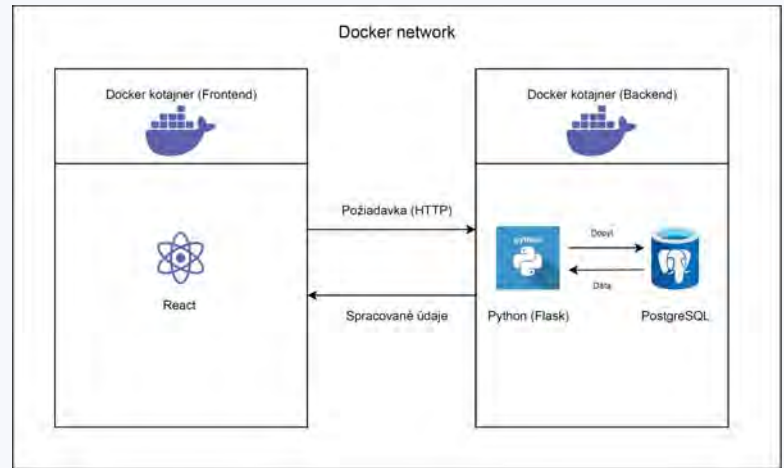 Docker network
Docker kotajner (Frontend)
Docker kotajner (Backend)
Požiadavka (HTTP)
python
Dopyt
Dáta
React
Spracované údaje
Python (Flask)
PostgreSQL